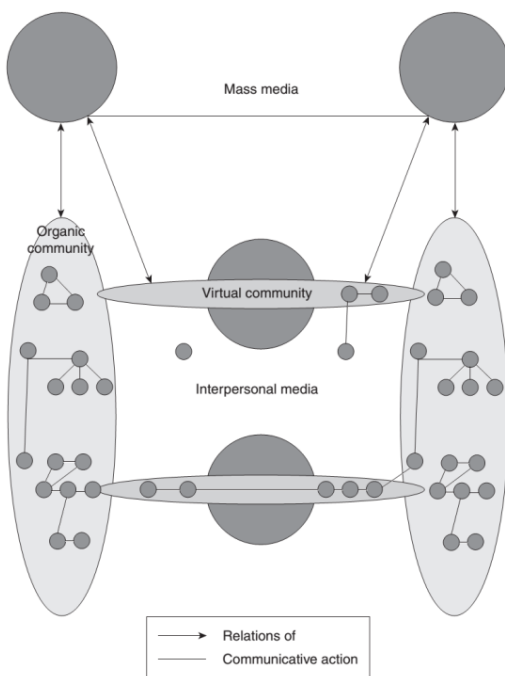 Mass media
Organic
community
Virtual community
Interpersonal media
Relations of
Communicative action